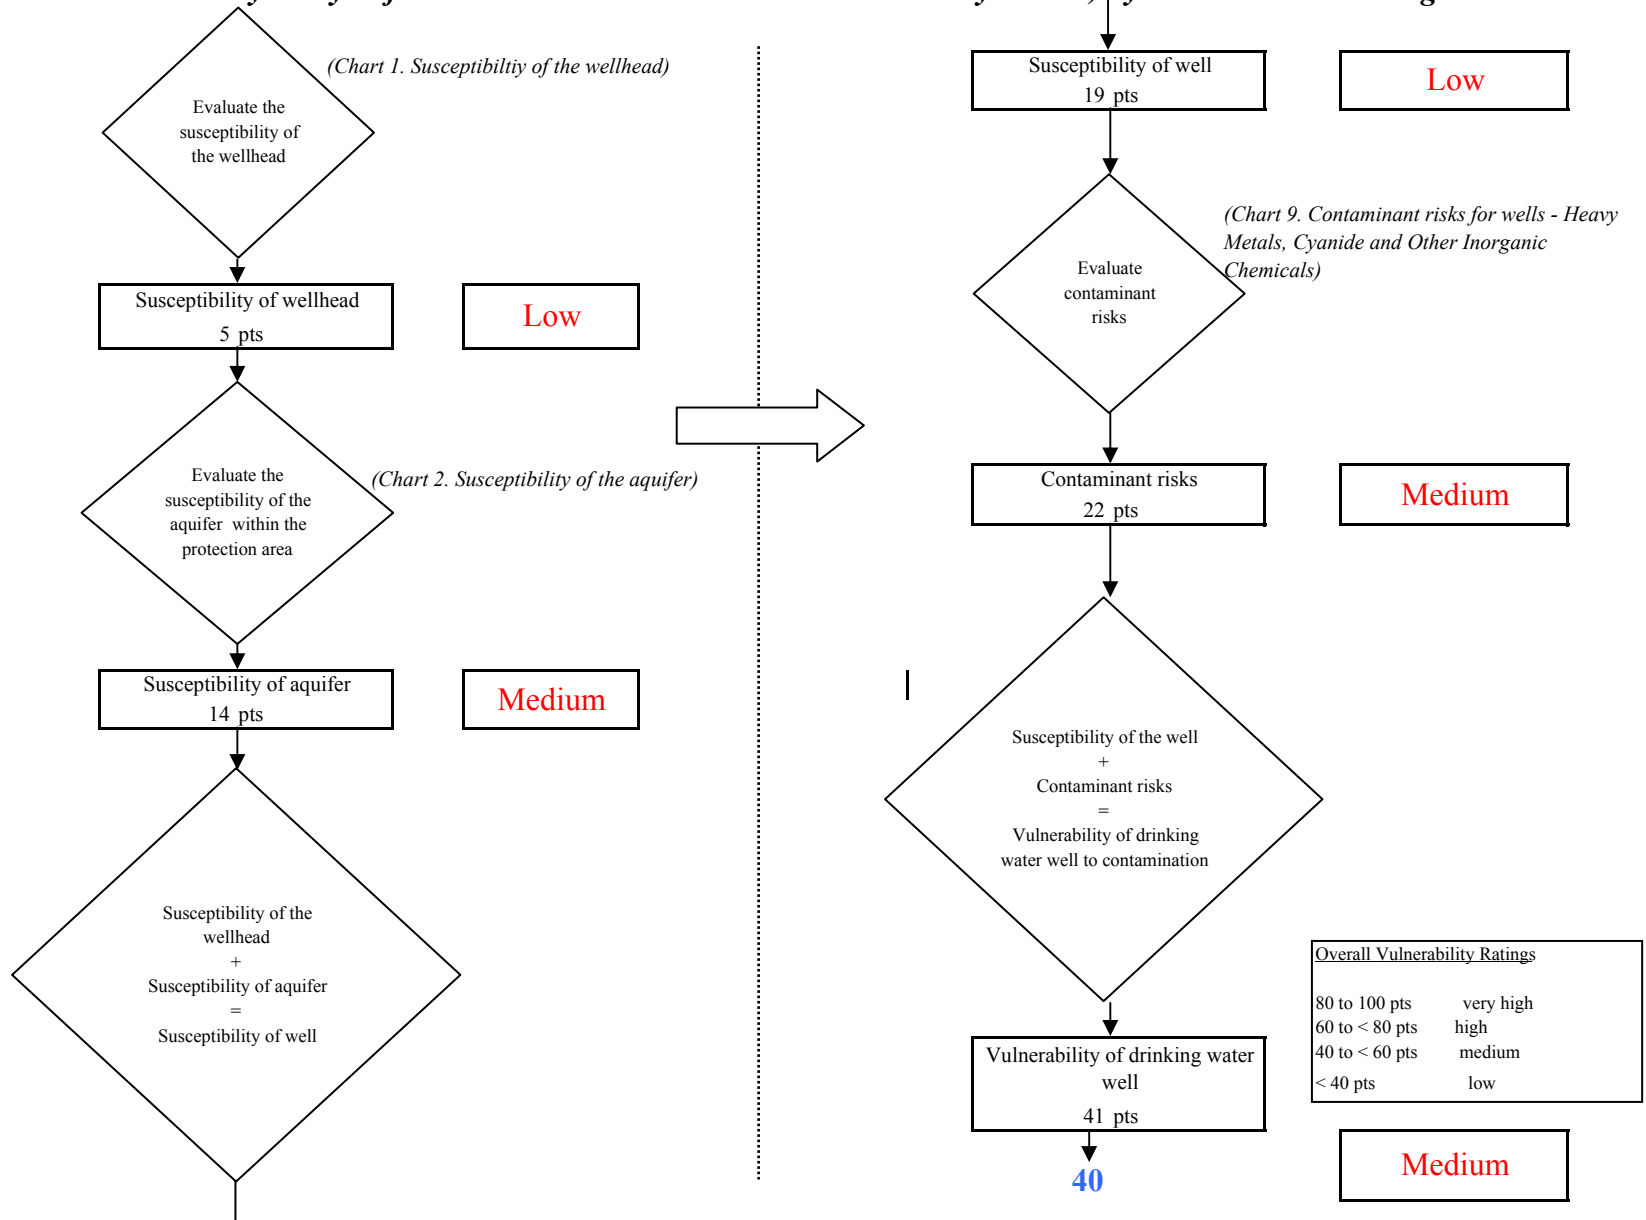 (Chart 1. Susceptibiltiy of the wellhead)
Evaluate the
susceptibility of
the wellhead
Susceptibility of wellhead
5 pts
Low
Evaluate the
susceptibility of the
aquifer within the
protection area
(Chart 2. Susceptibility of the aquifer)
Susceptibility of aquifer
14 pts
Medium
Susceptibility of the
wellhead
+
Susceptibility of aquifer
=
Susceptibility of well
Susceptibility of well
19 pts
Low
(Chart 9. Contaminant risks for wells - Heavy
Metals, Cyanide and Other Inorganic
Chemicals)
Evaluate
contaminant
risks
Contaminant risks
22 pts
Medium
Susceptibility of the well
+
Contaminant risks
=
Vulnerability of drinking
water well to contamination
Overall Vulnerability Ratings
80 to 100 pts very high
60 to < 80 pts high
40 to < 60 pts medium
< 40 pts low
Vulnerability of drinking water
well
41 pts
40
Medium